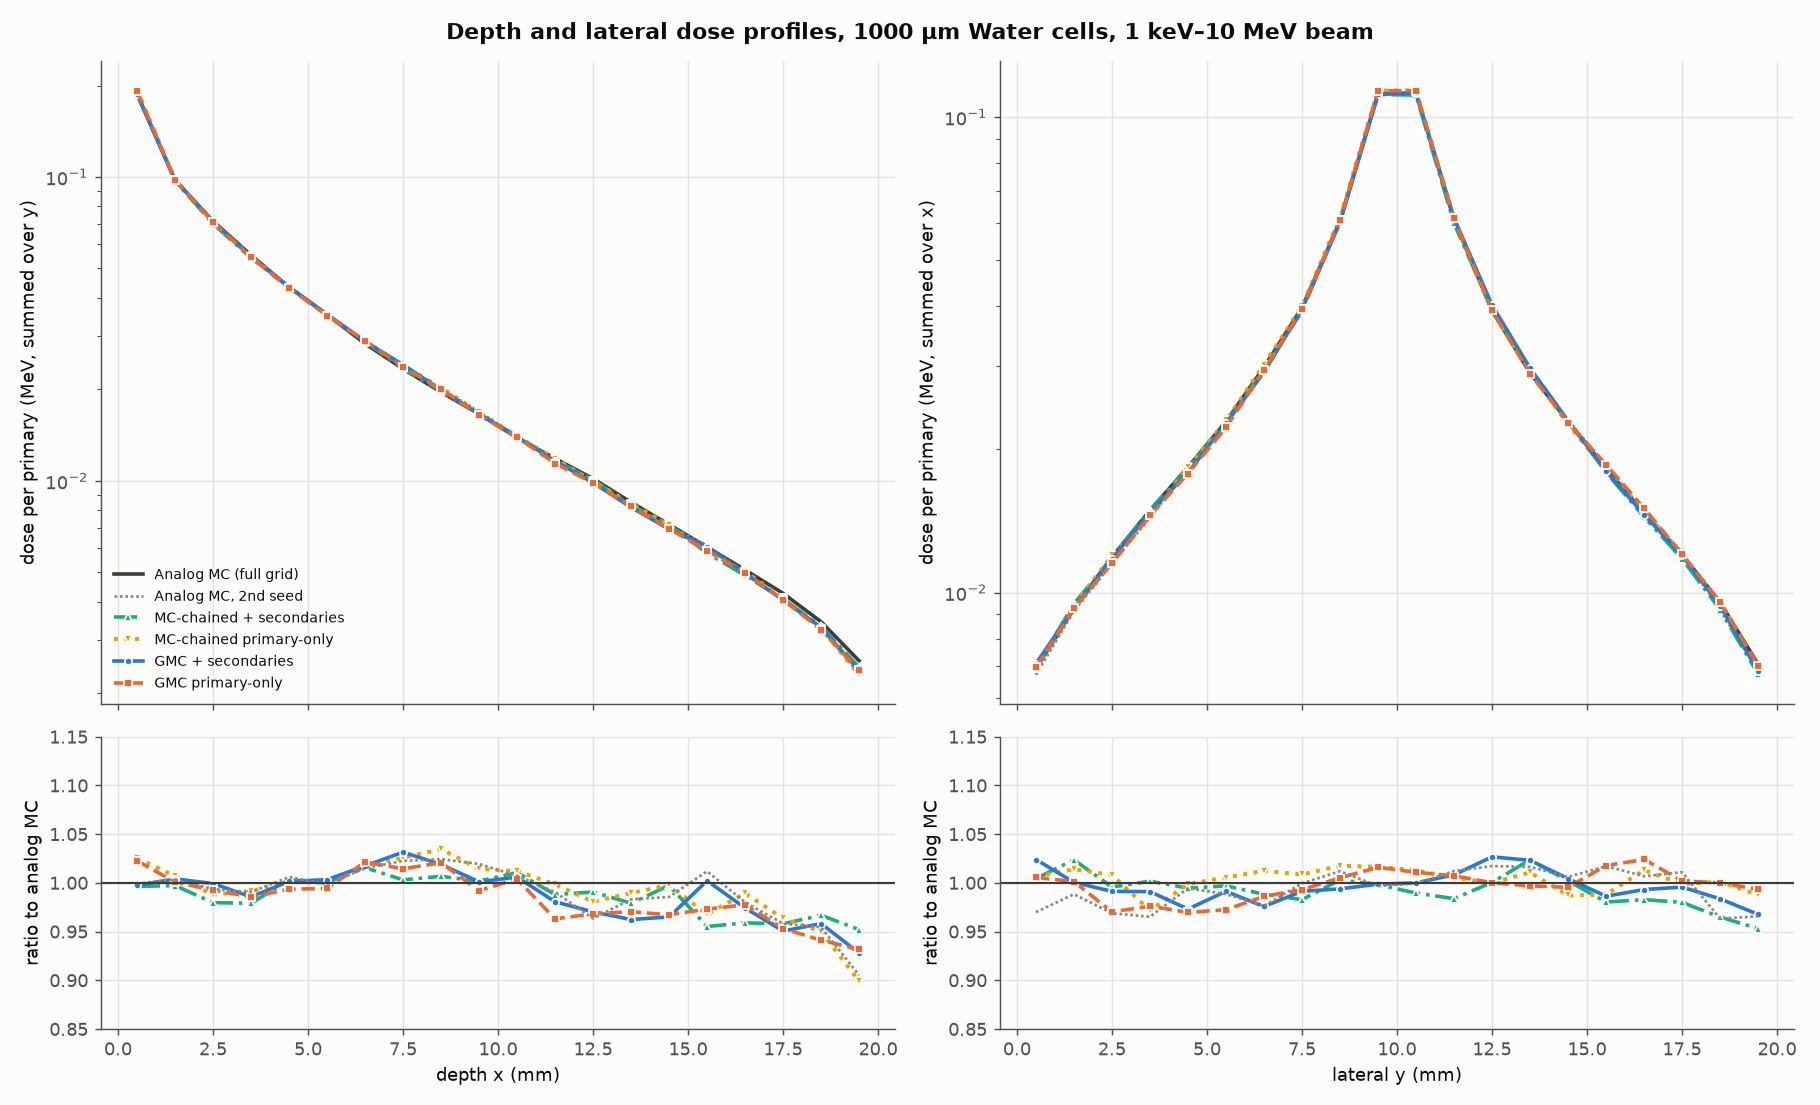 Depth and lateral dose profiles, 1000 µm Water cells, 1 keV–10 MeV beam
dose per primary (MeV, summed over y)
10⁻¹
10⁻²
Analog MC (full grid)
Analog MC, 2nd seed
MC-chained + secondaries
MC-chained primary-only
GMC + secondaries
GMC primary-only
dose per primary (MeV, summed over x)
10⁻¹
10⁻²
ratio to analog MC
1.15
1.10
1.05
1.00
0.95
0.90
0.85
0.0 2.5 5.0 7.5 10.0 12.5 15.0 17.5 20.0
depth x (mm)
ratio to analog MC
1.15
1.10
1.05
1.00
0.95
0.90
0.85
0.0 2.5 5.0 7.5 10.0 12.5 15.0 17.5 20.0
lateral y (mm)